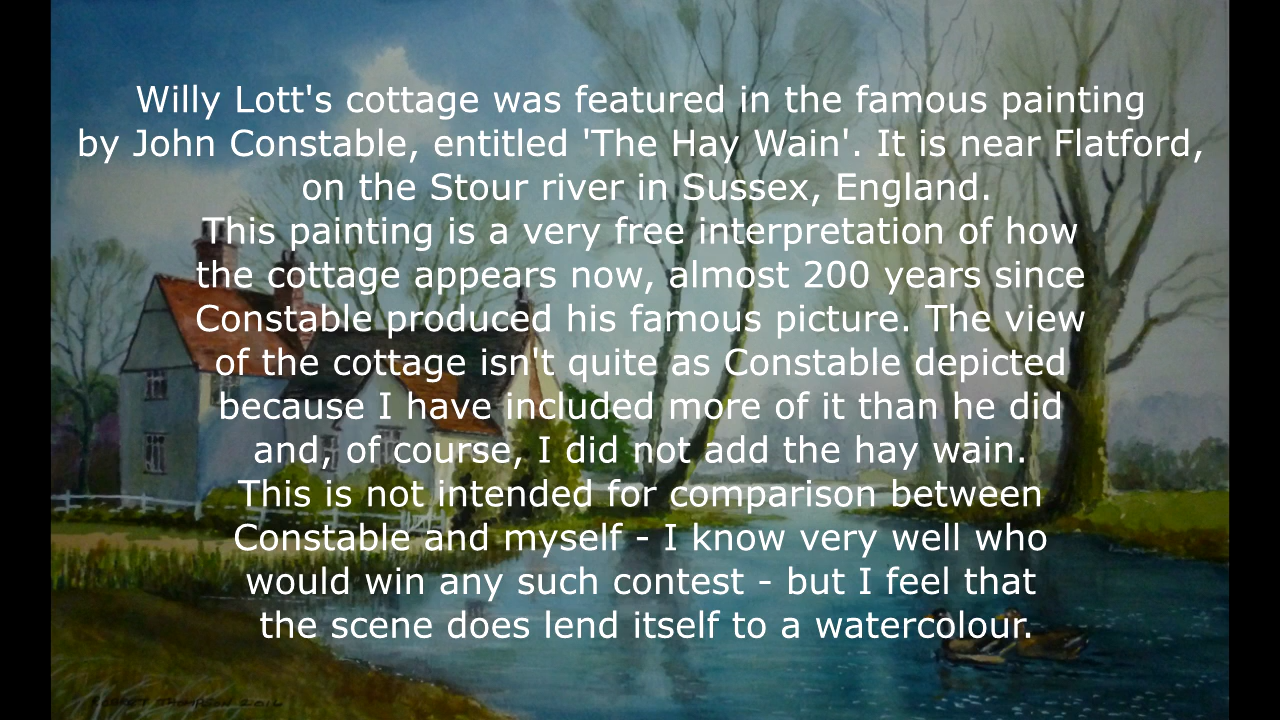 Willy Lott's cottage was featured in the famous painting
by John Constable, entitled 'The Hay Wain'. It is near Flatford,
on the Stour river in Sussex, England.
This painting is a very free interpretation of how
the cottage appears now, almost 200 years since
Constable produced his famous picture. The view
of the cottage isn't quite as Constable depicted
because I have included more of it than he did
and, of course, I did not add the hay wain.
This is not intended for comparison between
Constable and myself - I know very well who
would win any such contest - but I feel that
the scene does lend itself to a watercolour.
THOMPSON